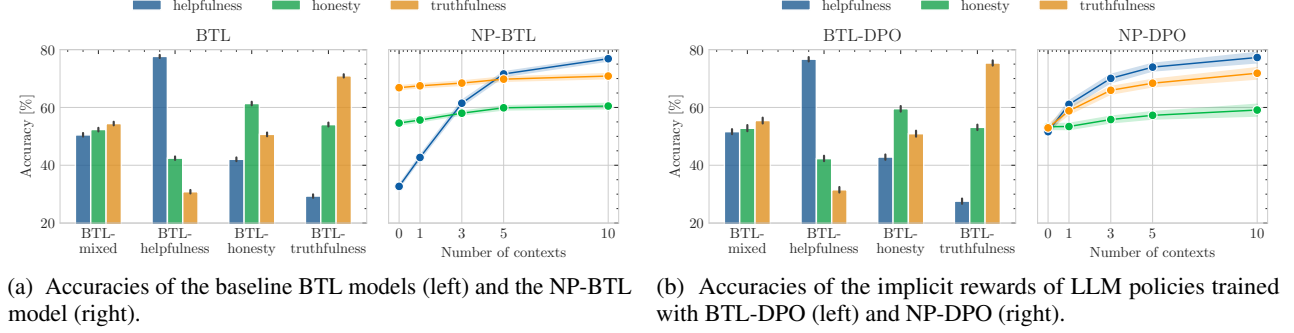 helpfulness honesty truthfulness
BTL
NP-BTL
Accuracy [%]
80
60
40
20
BTL-mixed
BTL-helpfulness
BTL-honesty
BTL-truthfulness
0 1 3 5 10
Number of contexts
(a) Accuracies of the baseline BTL models (left) and the NP-BTL
model (right).
helpfulness honesty truthfulness
BTL-DPO
NP-DPO
Accuracy [%]
80
60
40
20
BTL-mixed
BTL-helpfulness
BTL-honesty
BTL-truthfulness
0 1 3 5 10
Number of contexts
(b) Accuracies of the implicit rewards of LLM policies trained
with BTL-DPO (left) and NP-DPO (right).